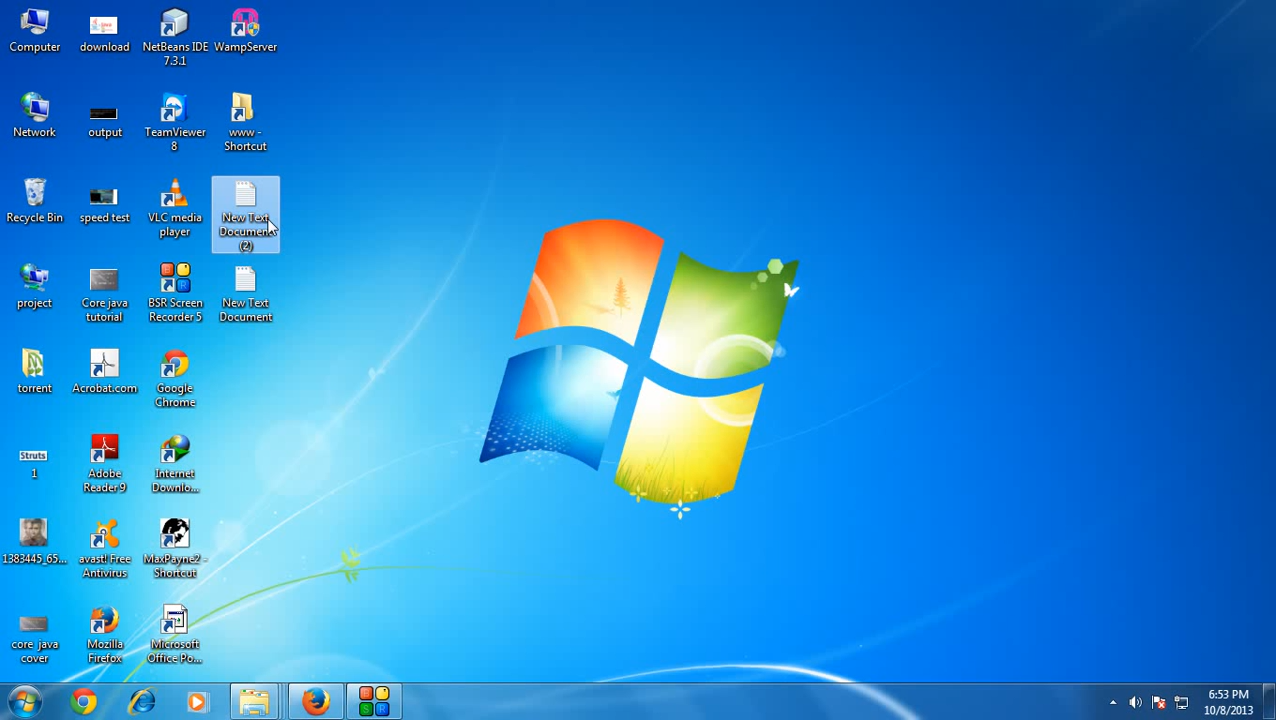 Computer
download
NetBeans IDE
7.3.1
WampServer
Network
output
TeamViewer
8
www -
Shortcut
Recycle Bin
speed test
VLC media
player
New Text
Document
(2)
project
Core java
tutorial
BSR Screen
Recorder 5
New Text
Document
torrent
Acrobat.com
Google
Chrome
Struts
1
Adobe
Reader 9
Internet
Downlo...
1383445_65...
avast! Free
Antivirus
MaxPayne2 -
Shortcut
core java
cover
Mozilla
Firefox
Microsoft
Office Po...
B S
S R
6:53 PM
10/8/2013